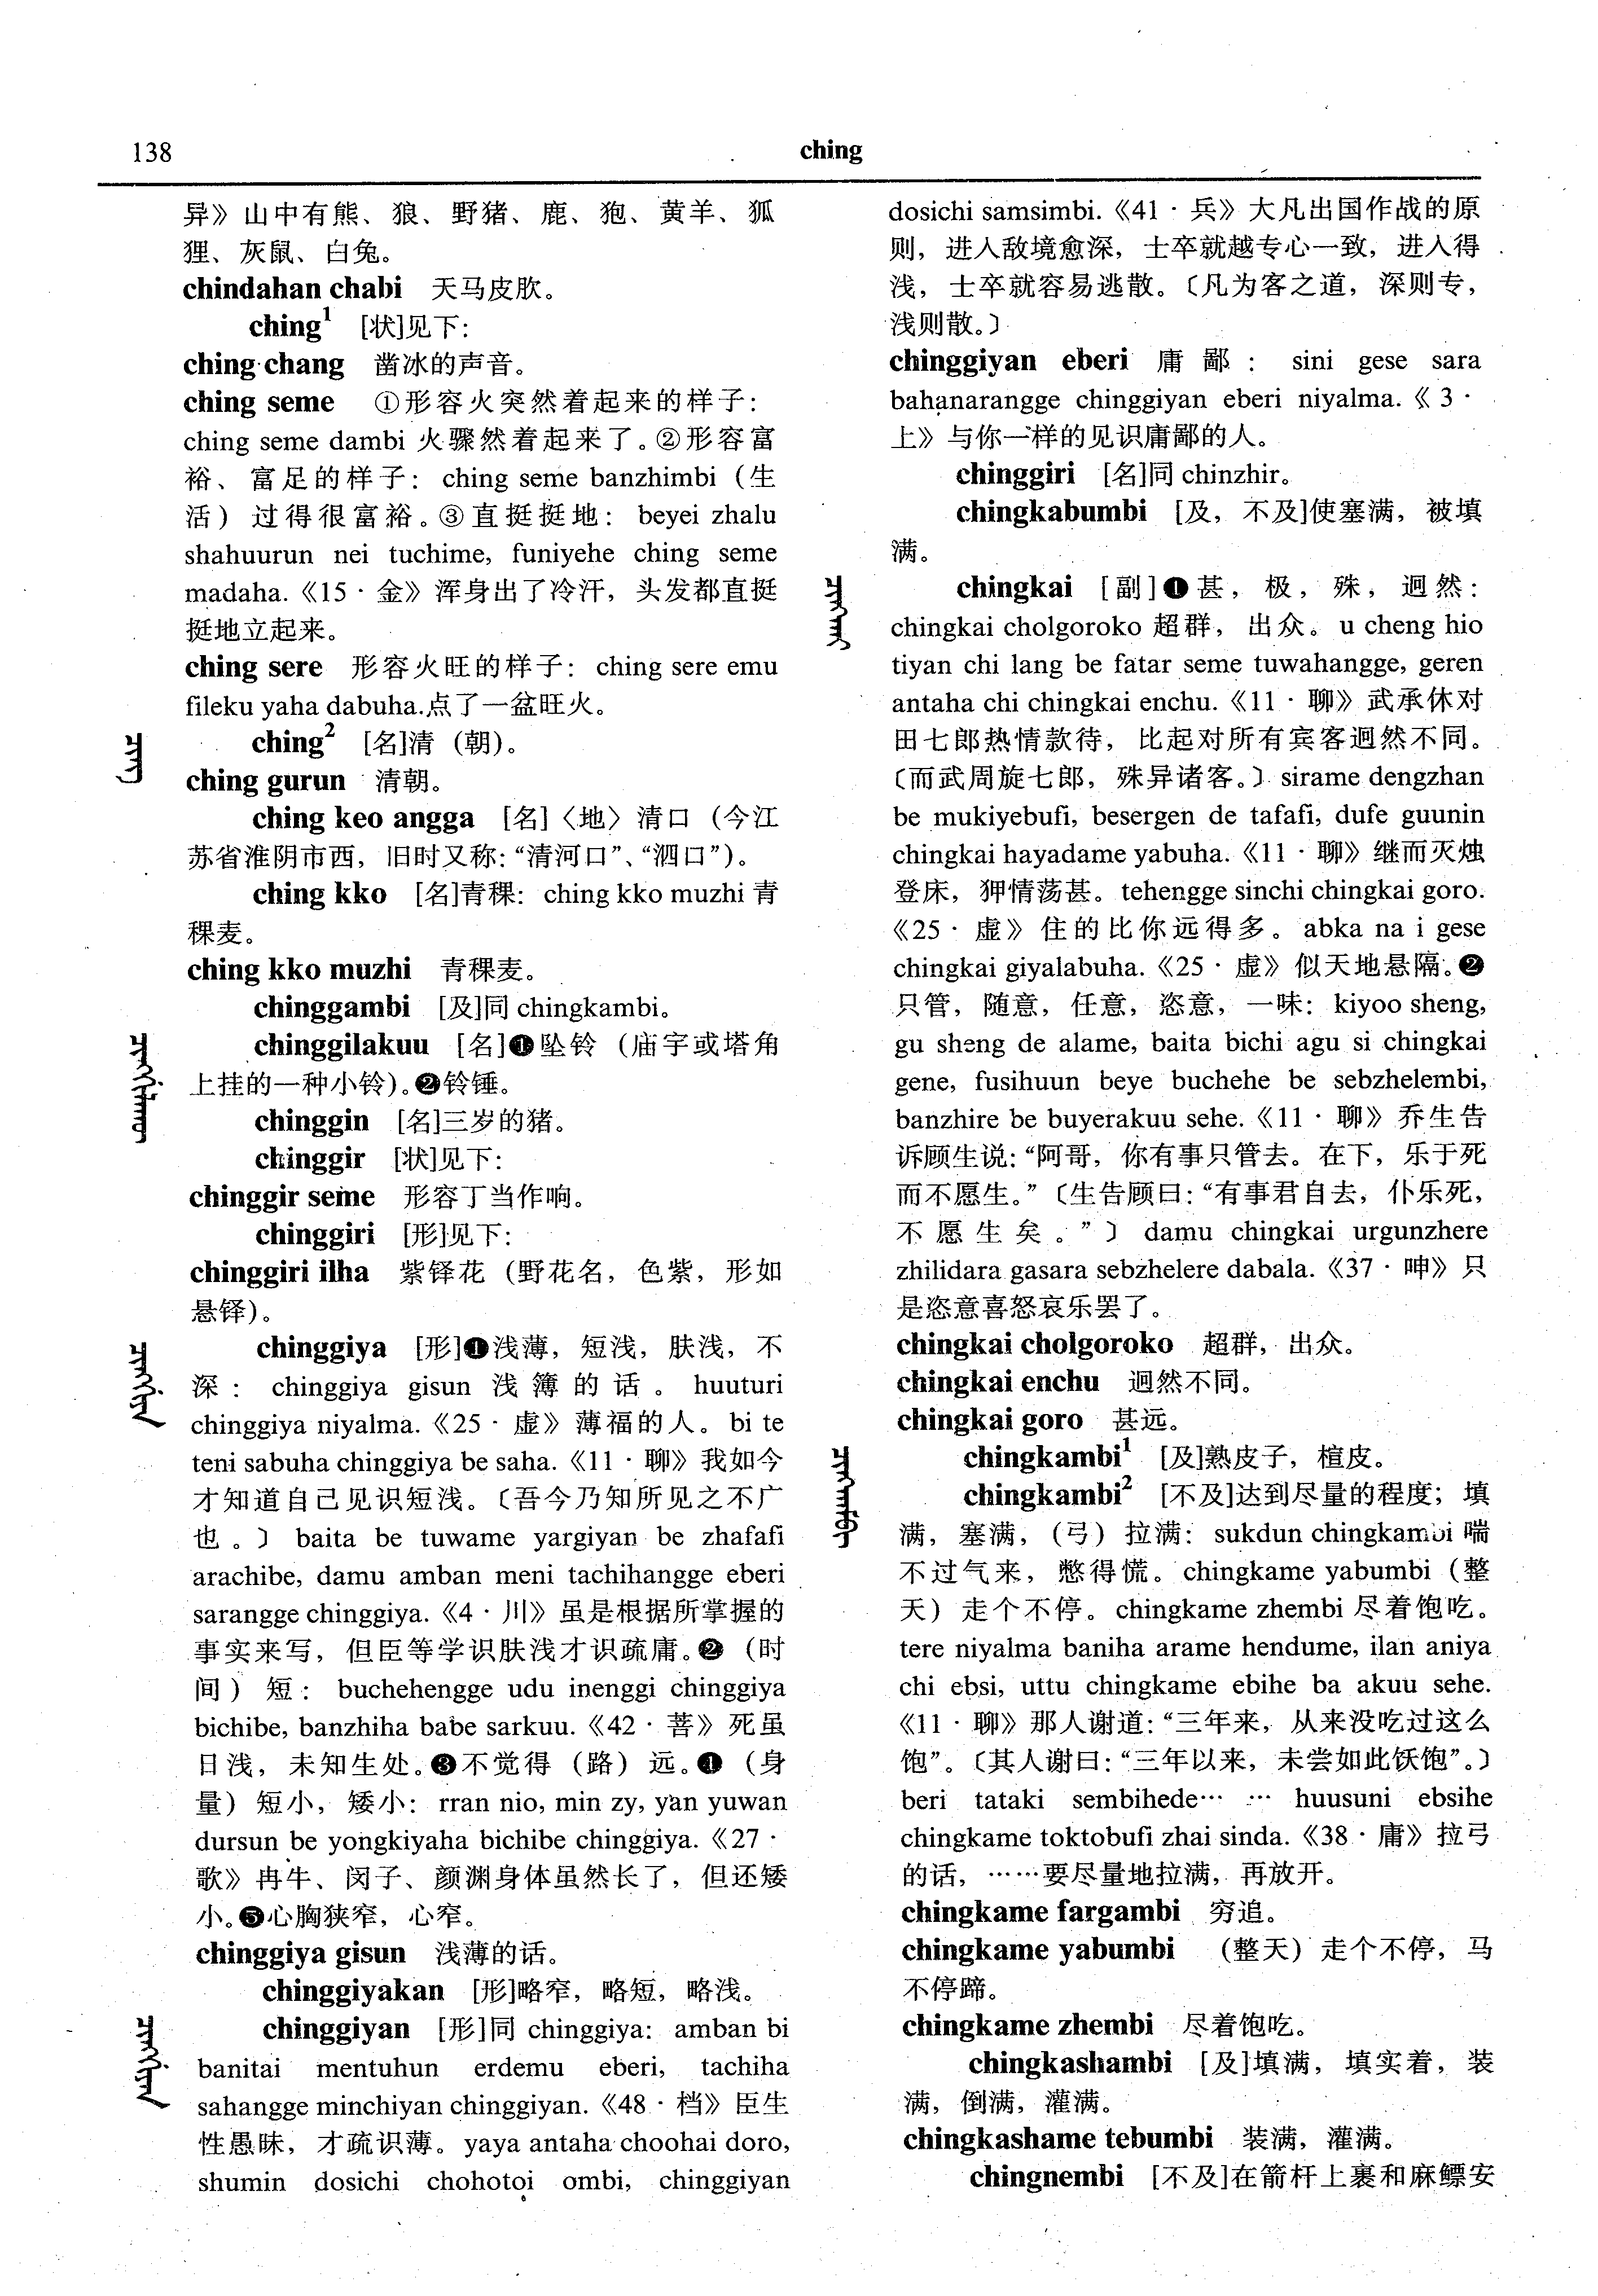 138
ching
异》山中有熊、狼、野猪、鹿、狍、黄羊、狐
狸、灰鼠、白兔。
chindahan chabi 天马皮肷。
ching¹ [状]见下：
ching chang 凿冰的声音。
ching seme ①形容火突然着起来的样子：
ching seme dambi 火骤然着起来了。②形容富
裕、富足的样子：ching seme banzhimbi（生
活）过得很富裕。③直挺挺地：beyei zhalu
shahuurun nei tuchime, funiyehe ching seme
madaha.《15·金》浑身出了冷汗，头发都直挺
挺地立起来。
ching sere 形容火旺的样子：ching sere emu
fileku yaha dabuha.点了一盆旺火。
ching² [名]清（朝）。
ching gurun 清朝。
ching keo angga [名]〈地〉清口（今江
苏省淮阴市西，旧时又称：“清河口”、“泗口”）。
ching kko [名]青稞：ching kko muzhi 青
稞麦。
ching kko muzhi 青稞麦。
chinggambi [及]同 chingkambi。
chinggilakuu [名]❶坠铃（庙宇或塔角
上挂的一种小铃）。❷铃锤。
chinggin [名]三岁的猪。
chinggir [状]见下：
chinggir seme 形容丁当作响。
chinggiri [形]见下：
chinggiri ilha 紫铎花（野花名，色紫，形如
悬铎）。
chinggiya [形]❶浅薄，短浅，肤浅，不
深：chinggiya gisun 浅簿的话。huuturi
chinggiya niyalma.《25·虚》薄福的人。bi te
teni sabuha chinggiya be saha.《11·聊》我如今
才知道自己见识短浅。〔吾今乃知所见之不广
也。〕baita be tuwame yargiyan be zhafafi
arachibe, damu amban meni tachihangge eberi
sarangge chinggiya.《4·川》虽是根据所掌握的
事实来写，但臣等学识肤浅才识疏庸。❷（时
间）短：buchehengge udu inenggi chinggiya
bichibe, banzhiha babe sarkuu.《42·菩》死虽
日浅，未知生处。❸不觉得（路）远。❹（身
量）短小，矮小：rran nio, min zy, yan yuwan
dursun be yongkiyaha bichibe chinggiya.《27·
歌》冉牛、闵子、颜渊身体虽然长了，但还矮
小。❺心胸狭窄，心窄。
chinggiya gisun 浅薄的话。
chinggiyakan [形]略窄，略短，略浅。
chinggiyan [形]同 chinggiya：amban bi
banitai mentuhun erdemu eberi, tachiha
sahangge minchiyan chinggiyan.《48·档》臣生
性愚昧，才疏识薄。yaya antaha choohai doro,
shumin dosichi chohotoi ombi, chinggiyan
dosichi samsimbi.《41·兵》大凡出国作战的原
则，进人敌境愈深，士卒就越专心一致，进人得
浅，士卒就容易逃散。〔凡为客之道，深则专，
浅则散。〕
chinggiyan eberi 庸鄙：sini gese sara
bahanarangge chinggiyan eberi niyalma.《3·
上》与你一样的见识庸鄙的人。
chinggiri [名]同 chinzhir。
chingkabumbi [及，不及]使塞满，被填
满。
chingkai [副]❶甚，极，殊，迥然：
chingkai cholgoroko 超群，出众。u cheng hio
tiyan chi lang be fatar seme tuwahangge, geren
antaha chi chingkai enchu.《11·聊》武承休对
田七郎热情款待，比起对所有宾客迥然不同。
〔而武周旋七郎，殊异诸客。〕sirame dengzhan
be mukiyebufi, besergen de tafafi, dufe guunin
chingkai hayadame yabuha.《11·聊》继而灭烛
登床，狎情荡甚。tehengge sinchi chingkai goro.
《25·虚》住的比你远得多。abka na i gese
chingkai giyalabuha.《25·虚》似天地悬隔。❷
只管，随意，任意，恣意，一味：kiyoo sheng,
gu sheng de alame, baita bichi agu si chingkai
gene, fusihuun beye buchehe be sebzhelembi,
banzhire be buyerakuu sehe.《11·聊》乔生告
诉顾生说：“阿哥，你有事只管去。在下，乐于死
而不愿生。”〔生告顾曰：“有事君自去，仆乐死，
不愿生矣。”〕damu chingkai urgunzhere
zhilidara gasara sebzhelere dabala.《37·呻》只
是恣意喜怒哀乐罢了。
chingkai cholgoroko 超群，出众。
chingkai enchu 迥然不同。
chingkai goro 甚远。
chingkambi¹ [及]熟皮子，楦皮。
chingkambi² [不及]达到尽量的程度；填
满，塞满，（弓）拉满：sukdun chingkambi 喘
不过气来，憋得慌。chingkame yabumbi（整
天）走个不停。chingkame zhembi 尽着饱吃。
tere niyalma baniha arame hendume, ilan aniya
chi ebsi, uttu chingkame ebihe ba akuu sehe.
《11·聊》那人谢道：“三年来，从来没吃过这么
饱”。〔其人谢曰：“三年以来，未尝如此饫饱”。〕
beri tataki sembihede… … huusuni ebsihe
chingkame toktobufi zhai sinda.《38·庸》拉弓
的话，……要尽量地拉满，再放开。
chingkame fargambi 穷追。
chingkame yabumbi （整天）走个不停，马
不停蹄。
chingkame zhembi 尽着饱吃。
chingkashambi [及]填满，填实着，装
满，倒满，灌满。
chingkashame tebumbi 装满，灌满。
chingnembi [不及]在箭杆上裹和麻鳔安